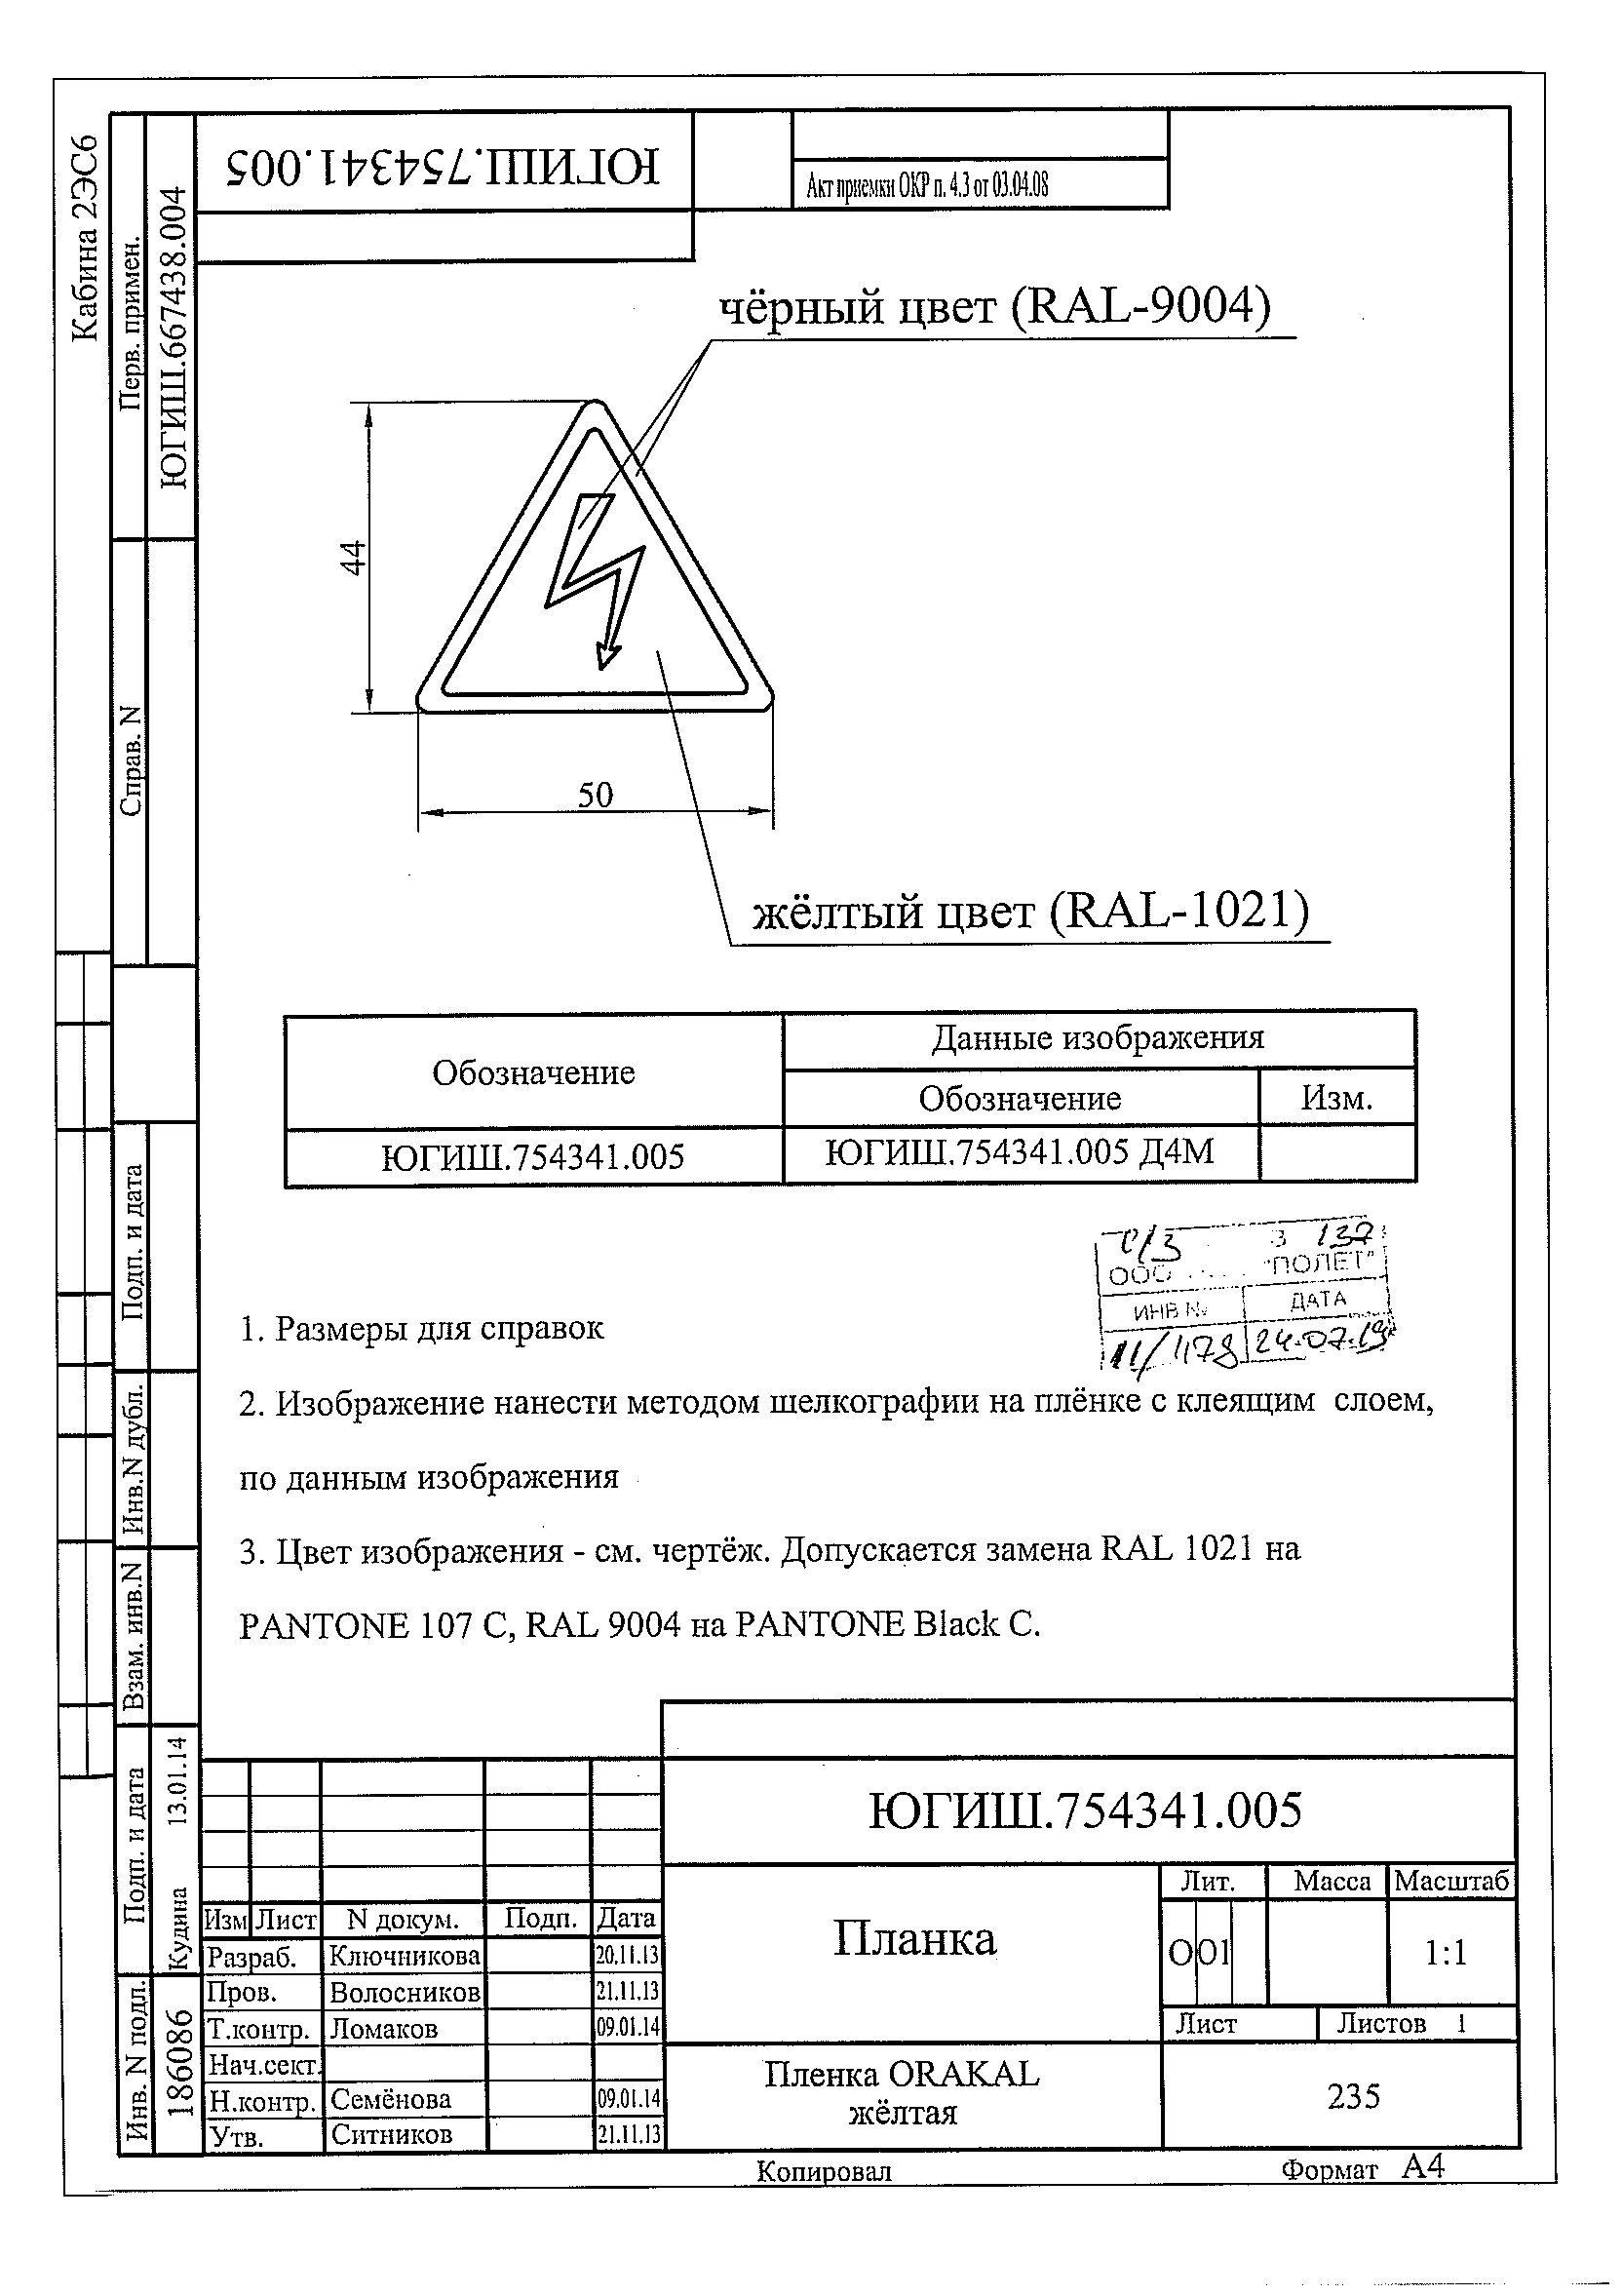 Кабина 2ЭС6
Перв. примен.
ЮГИШ.667438.004
Справ. N
ЮГИШ.754341.005
Акт приемки ОКР п. 4.3 от 03.04.08
чёрный цвет (RAL-9004)
44
50
жёлтый цвет (RAL-1021)
Обозначение
Данные изображения
Обозначение Изм.
ЮГИШ.754341.005 ЮГИШ.754341.005 Д4М
с/з 3 137
ООО "ПОЛЕТ"
ИНВ № ДАТА
11/1178 24.07.19
1. Размеры для справок
2. Изображение нанести методом шелкографии на плёнке с клеящим слоем,
по данным изображения
3. Цвет изображения - см. чертёж. Допускается замена RAL 1021 на
PANTONE 107 C, RAL 9004 на PANTONE Black C.
Подп. и дата
Инв.N дубл.
Взам. инв.N
Подп. и дата
Кудина 13.01.14
Инв. N подл.
186086
ЮГИШ.754341.005
Изм Лист N докум. Подп. Дата
Разраб. Ключникова 20.11.13
Пров. Волосников 21.11.13
Т.контр. Ломаков 09.01.14
Нач.сект.
Н.контр. Семёнова 09.01.14
Утв. Ситников 21.11.13
Планка
Лит. Масса Масштаб
О О1 1:1
Лист Листов 1
Пленка ORAKAL
жёлтая
235
Копировал Формат А4